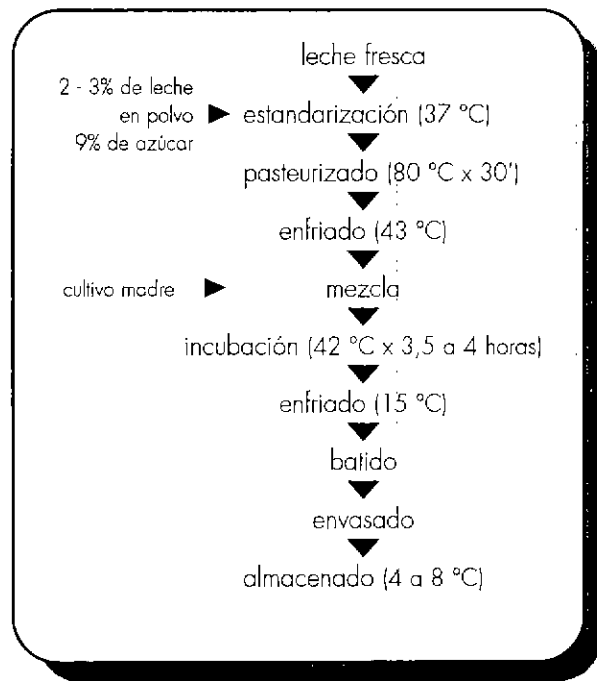 leche fresca
2 - 3% de leche
en polvo
9% de azúcar
estandarización (37 °C)
pasteurizado (80 °C x 30')
enfriado (43 °C)
cultivo madre
mezcla
incubación (42 °C x 3,5 a 4 horas)
enfriado (15 °C)
batido
envasado
almacenado (4 a 8 °C)